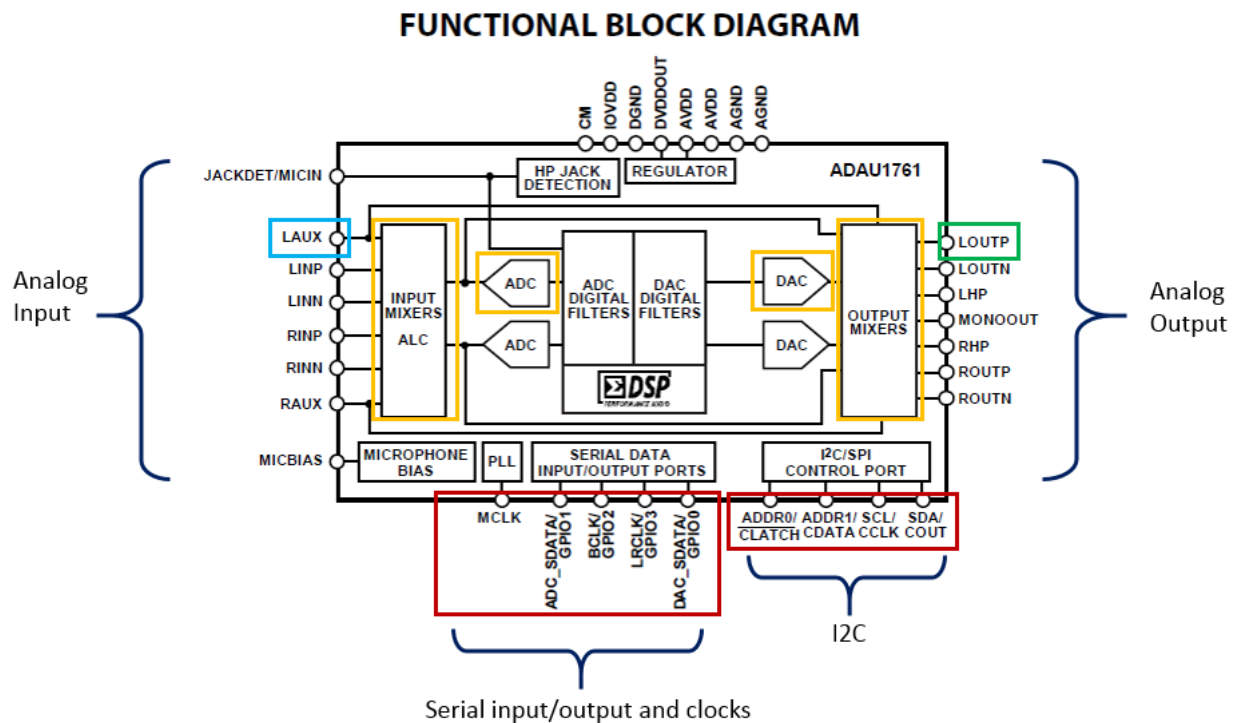 FUNCTIONAL BLOCK DIAGRAM
CM
IOVDD
DGND
DVDDOUT
AVDD
AVDD
AGND
AGND
JACKDET/MICIN
HP JACK
DETECTION
REGULATOR
ADAU1761
Analog
Input
LAUX
LINP
LINN
RINP
RINN
RAUX
MICBIAS
INPUT
MIXERS
ALC
ADC
ADC
ADC
DIGITAL
FILTERS
DAC
DIGITAL
FILTERS
DSP
PERFORMANCE AUDIO
DAC
DAC
OUTPUT
MIXERS
LOUTP
LOUTN
LHP
MONOOUT
RHP
ROUTP
ROUTN
Analog
Output
MICROPHONE
BIAS
PLL
SERIAL DATA
INPUT/OUTPUT PORTS
I²C/SPI
CONTROL PORT
MCLK
ADC_SDATA/
GPIO1
BCLK/
GPIO2
LRCLK/
GPIO3
DAC_SDATA/
GPIO0
ADDR0/
CLATCH
ADDR1/
CDATA
SCL/
CCLK
SDA/
COUT
I2C
Serial input/output and clocks